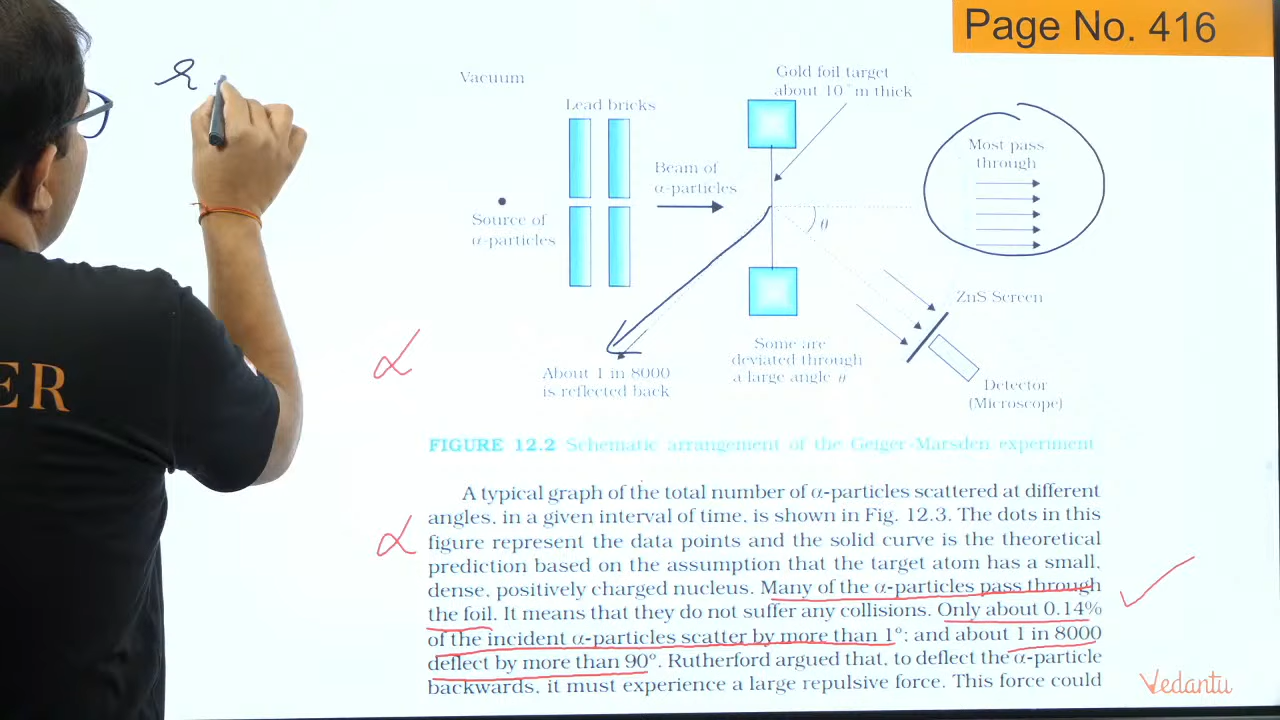 Page No. 416
Vacuum
Gold foil target
about 10 m thick
Lead bricks
Most pass
through
Beam of
α-particles
Source of
α-particles
θ
ZnS Screen
Some are
deviated through
a large angle θ
About 1 in 8000
is reflected back
Detector
(Microscope)
α
ER
FIGURE 12.2 Schematic arrangement of the Geiger-Marsden experiment
A typical graph of the total number of α-particles scattered at different
angles, in a given interval of time, is shown in Fig. 12.3. The dots in this
α
figure represent the data points and the solid curve is the theoretical
prediction based on the assumption that the target atom has a small,
dense, positively charged nucleus. Many of the α-particles pass through
the foil. It means that they do not suffer any collisions. Only about 0.14%
of the incident α-particles scatter by more than 1°; and about 1 in 8000
deflect by more than 90°. Rutherford argued that, to deflect the α-particle
backwards, it must experience a large repulsive force. This force could
Vedantu